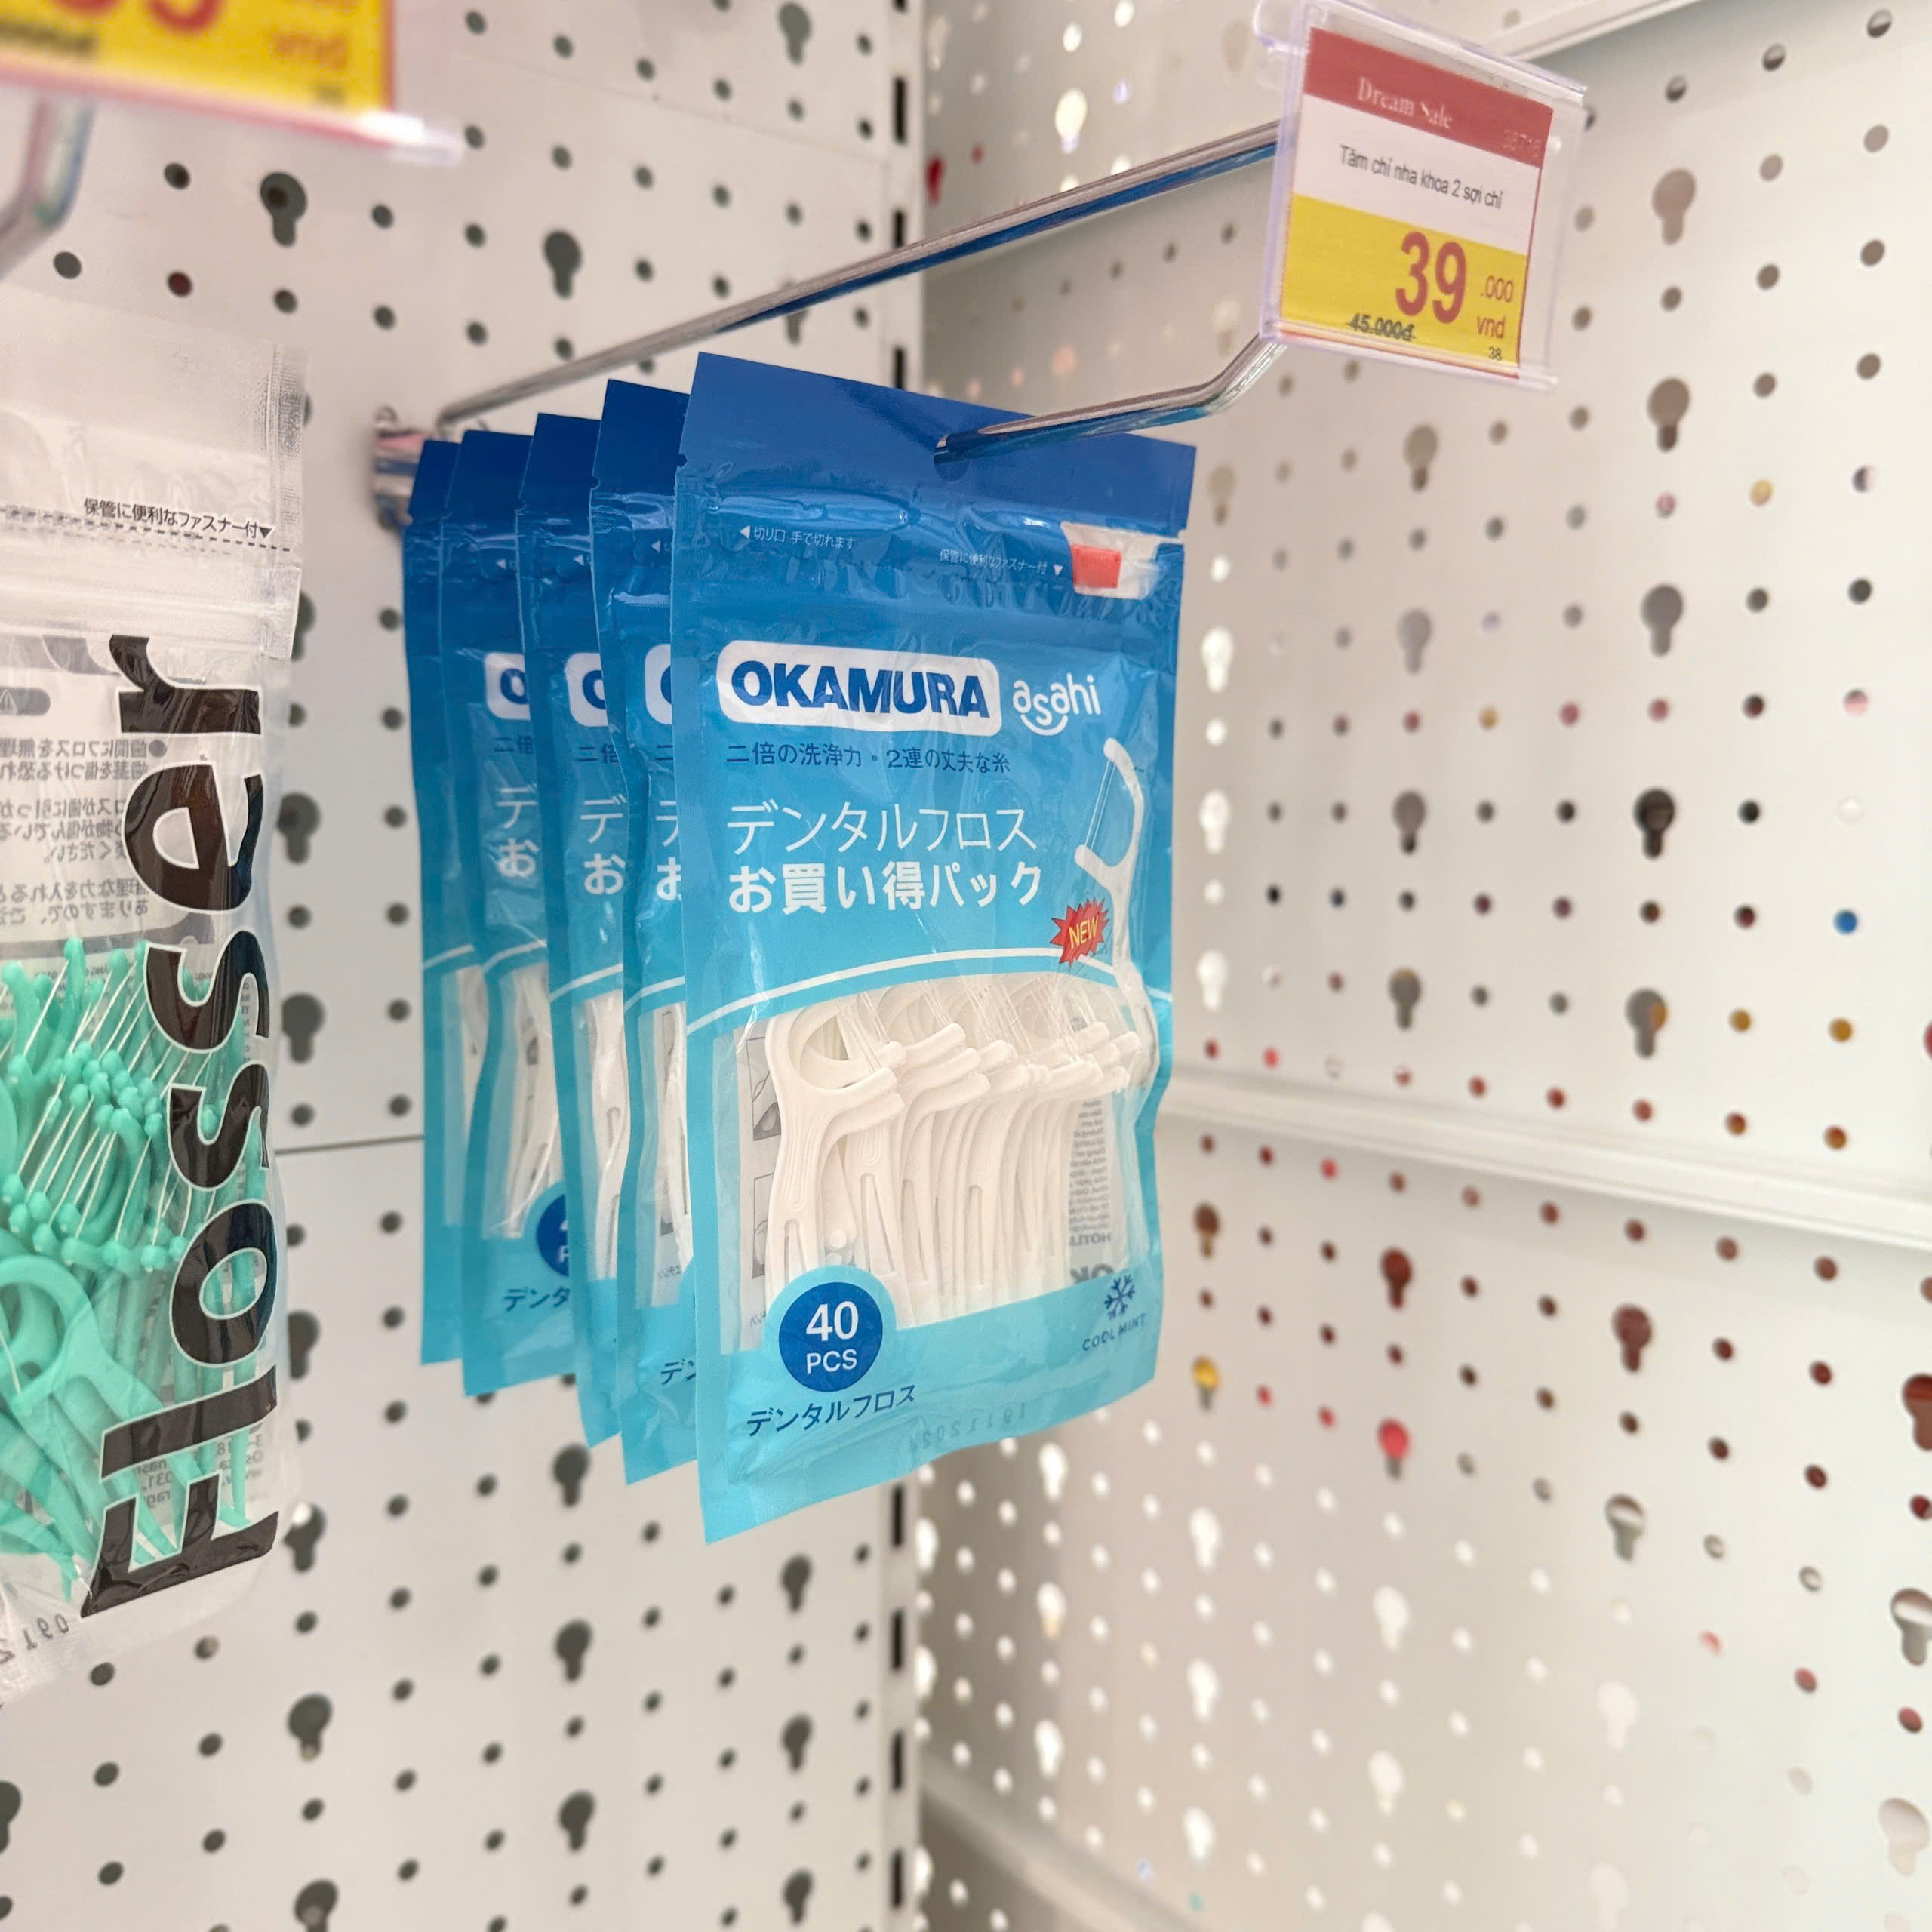 vnd
Dream Sale
Tăm chỉ nha khoa 2 sợi chỉ
39 .000
vnd
45.000đ
38
保管に便利なファスナー付▼
Flosser
◀切り口 手で切れます
保管に便利なファスナー付▼
OKAMURA asahi
二倍の洗浄力・2連の丈夫な糸
デンタルフロス
お買い得パック
NEW
40
PCS
デンタルフロス
COOL MINT